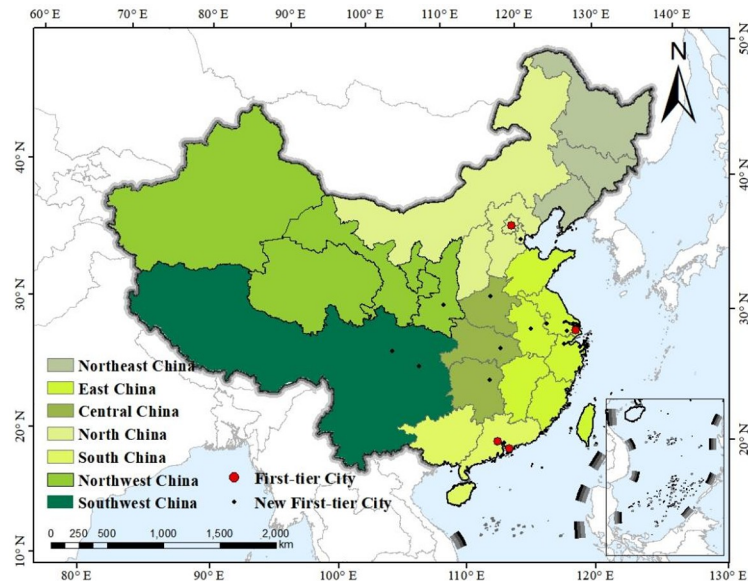 60° E 70° E 80° E 90° E 100° E 110° E 120° E 130° E 140° E
50° N
N
40° N
40° N
30° N
30° N
20° N
20° N
10° N
10° N
Northeast China
East China
Central China
North China
South China
Northwest China
Southwest China
First-tier City
New First-tier City
0 250 500 1,000 1,500 2,000
km
80° E 90° E 100° E 110° E 120° E 130° E